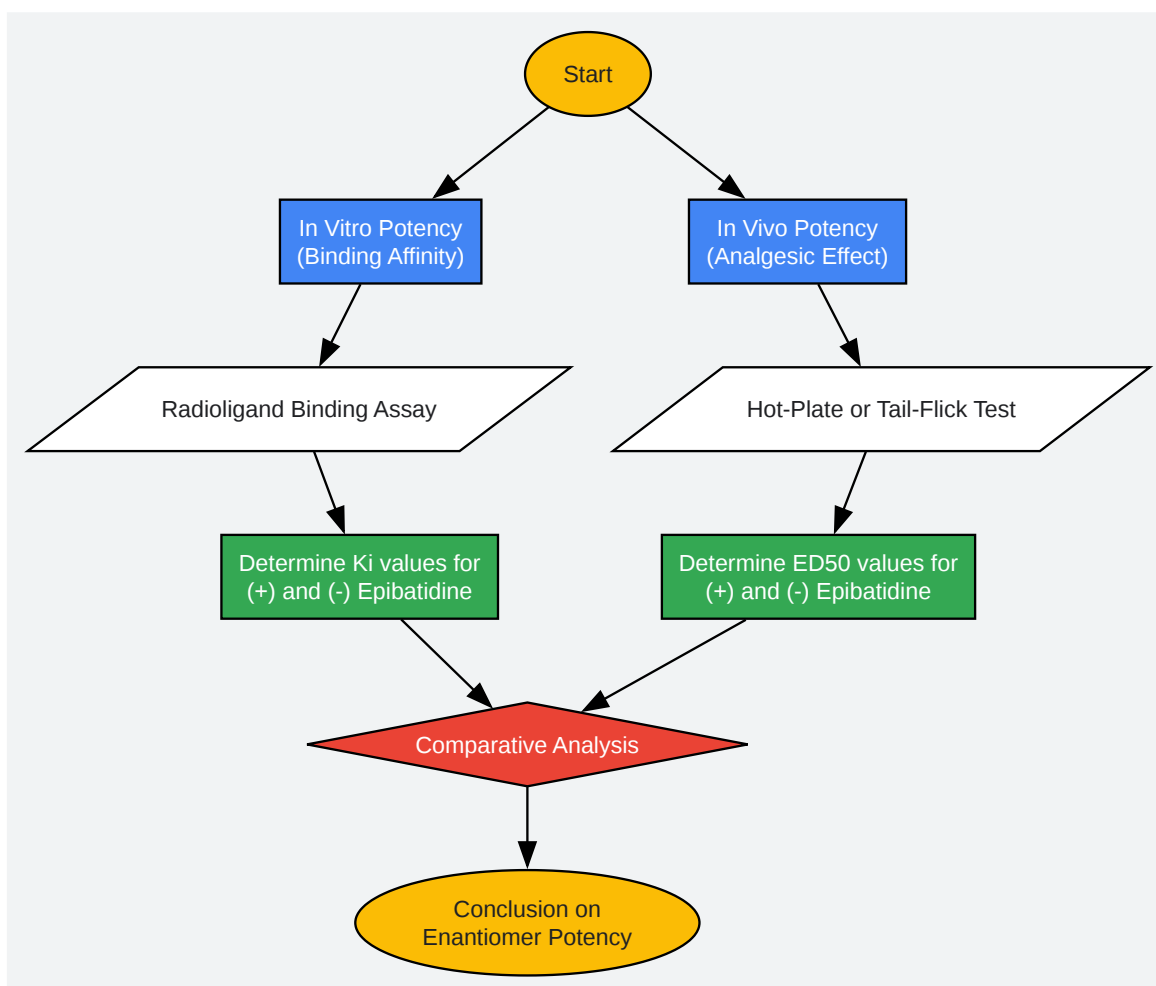 Start
In Vitro Potency
(Binding Affinity)
In Vivo Potency
(Analgesic Effect)
Radioligand Binding Assay
Hot-Plate or Tail-Flick Test
Determine Ki values for
(+) and (-) Epibatidine
Determine ED50 values for
(+) and (-) Epibatidine
Comparative Analysis
Conclusion on
Enantiomer Potency